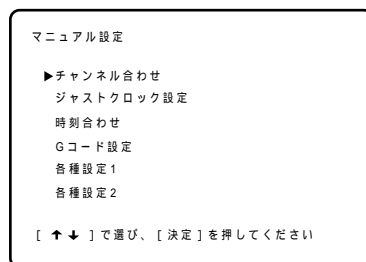 マニュアル設定
▶チャンネル合わせ
ジャストクロック設定
時刻合わせ
Gコード設定
各種設定1
各種設定2
[ ↑↓ ]で選び、[決定]を押してください